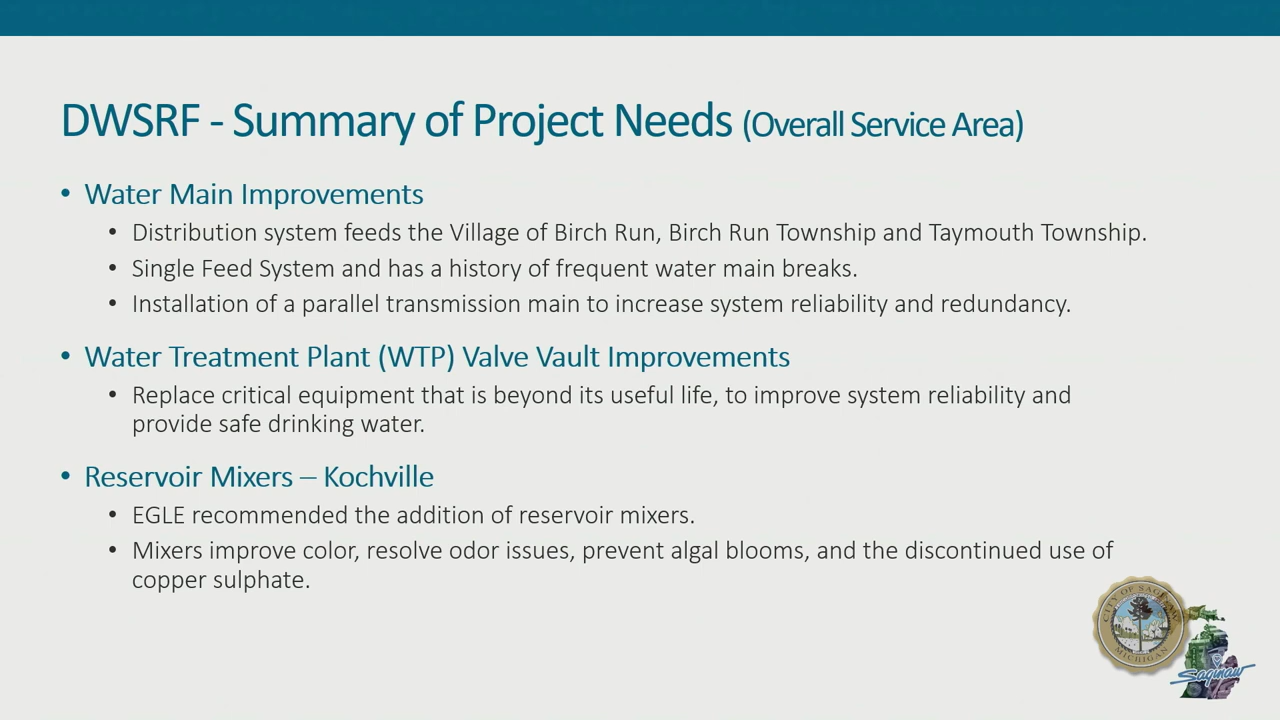 DWSRF - Summary of Project Needs (Overall Service Area)
• Water Main Improvements
• Distribution system feeds the Village of Birch Run, Birch Run Township and Taymouth Township.
• Single Feed System and has a history of frequent water main breaks.
• Installation of a parallel transmission main to increase system reliability and redundancy.
• Water Treatment Plant (WTP) Valve Vault Improvements
• Replace critical equipment that is beyond its useful life, to improve system reliability and
provide safe drinking water.
• Reservoir Mixers – Kochville
• EGLE recommended the addition of reservoir mixers.
• Mixers improve color, resolve odor issues, prevent algal blooms, and the discontinued use of
copper sulphate.
CITY OF SAGINAW
MICHIGAN
Saginaw